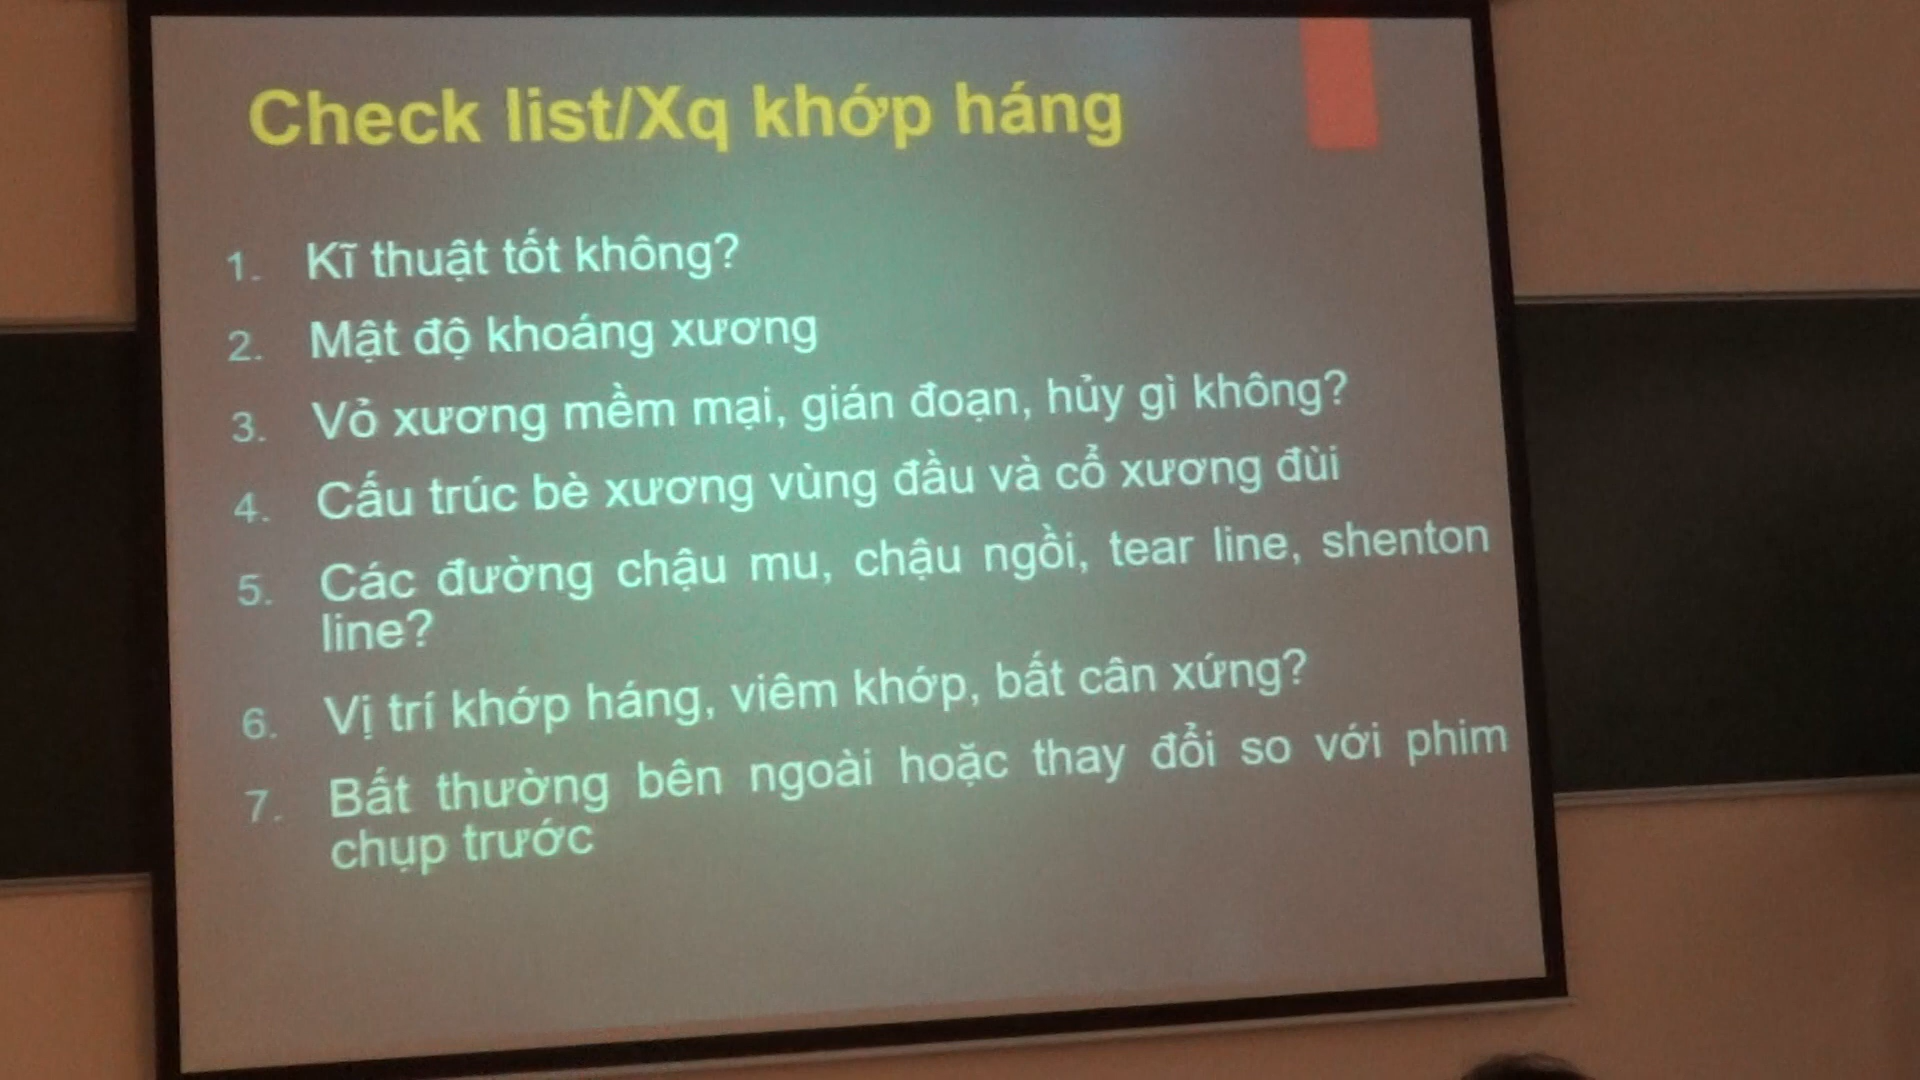 Check list/Xq khớp háng
1. Kĩ thuật tốt không?
2. Mật độ khoáng xương
3. Vỏ xương mềm mại, gián đoạn, hủy gì không?
4. Cấu trúc bè xương vùng đầu và cổ xương đùi
5. Các đường chậu mu, chậu ngồi, tear line, shenton
line?
6. Vị trí khớp háng, viêm khớp, bất cân xứng?
7. Bất thường bên ngoài hoặc thay đổi so với phim
chụp trước